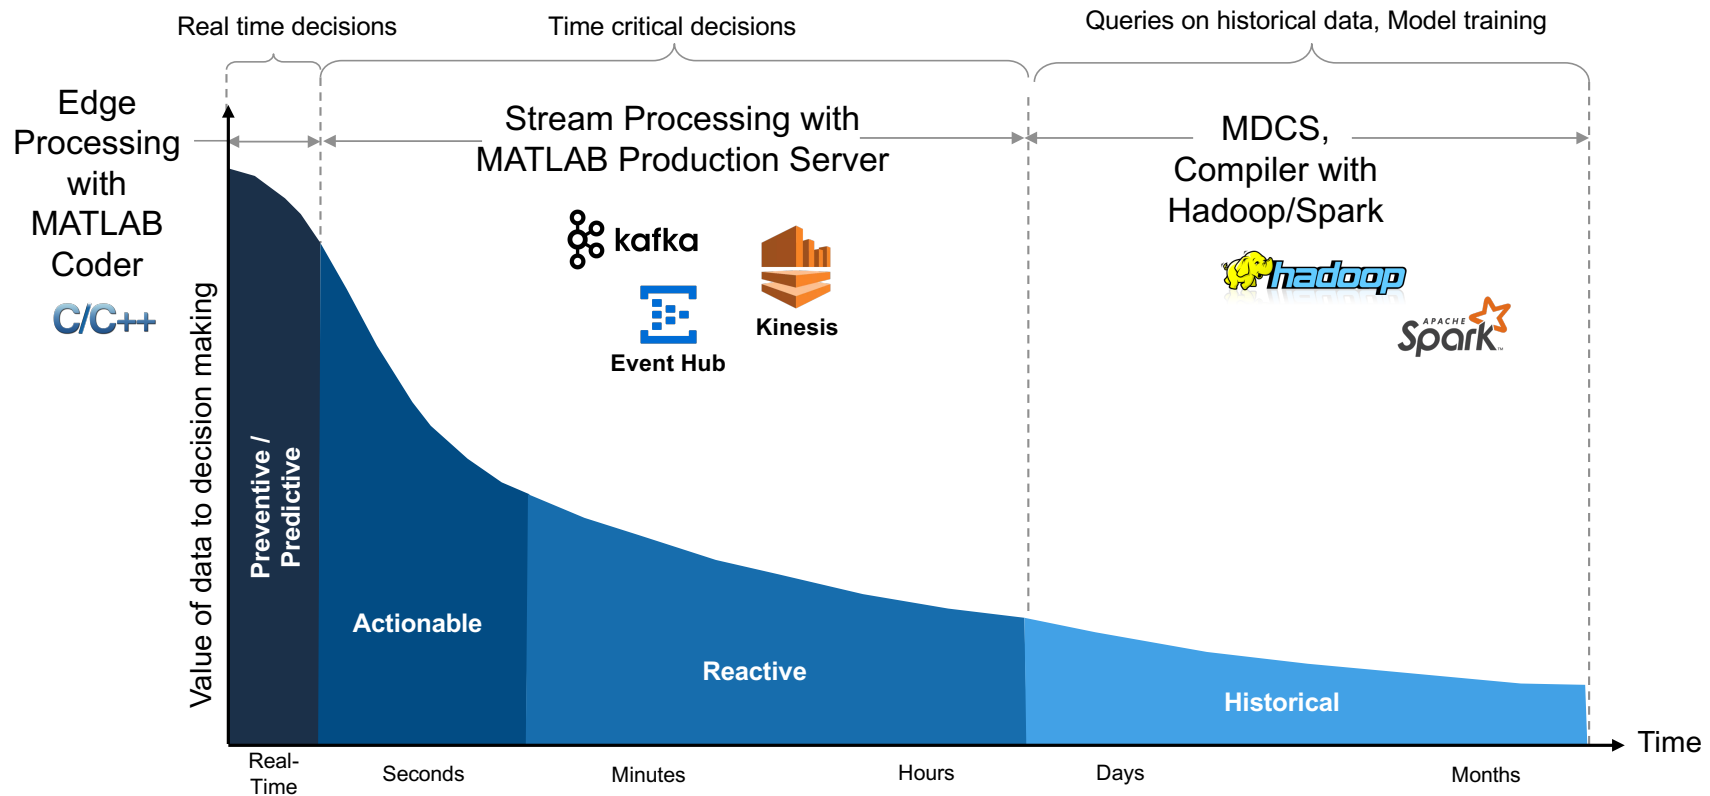 Real time decisions
Time critical decisions
Queries on historical data, Model training
Edge
Processing
with
MATLAB
Coder
C/C++
Stream Processing with
MATLAB Production Server
kafka
Kinesis
Event Hub
MDCS,
Compiler with
Hadoop/Spark
hadoop
APACHE
Spark™
Value of data to decision making
Preventive /
Predictive
Actionable
Reactive
Historical
Time
Real-
Time
Seconds
Minutes
Hours
Days
Months